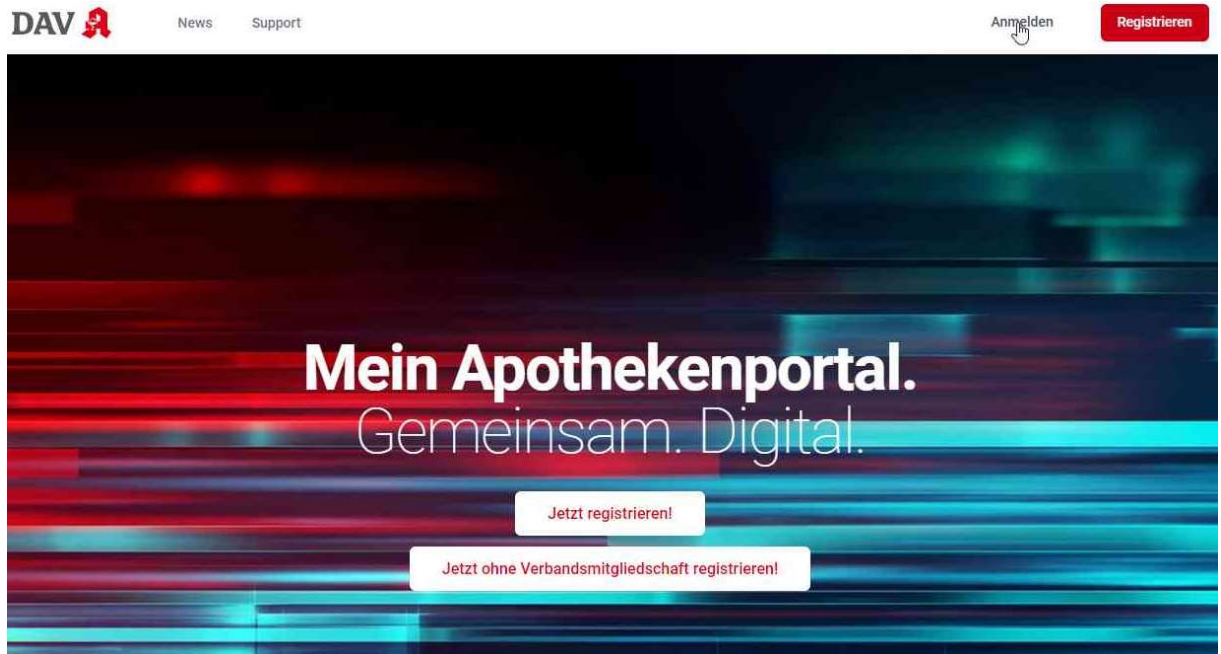 DAV
News
Support
Anmelden
Registrieren
Mein Apothekenportal.
Gemeinsam. Digital.
Jetzt registrieren!
Jetzt ohne Verbandsmitgliedschaft registrieren!